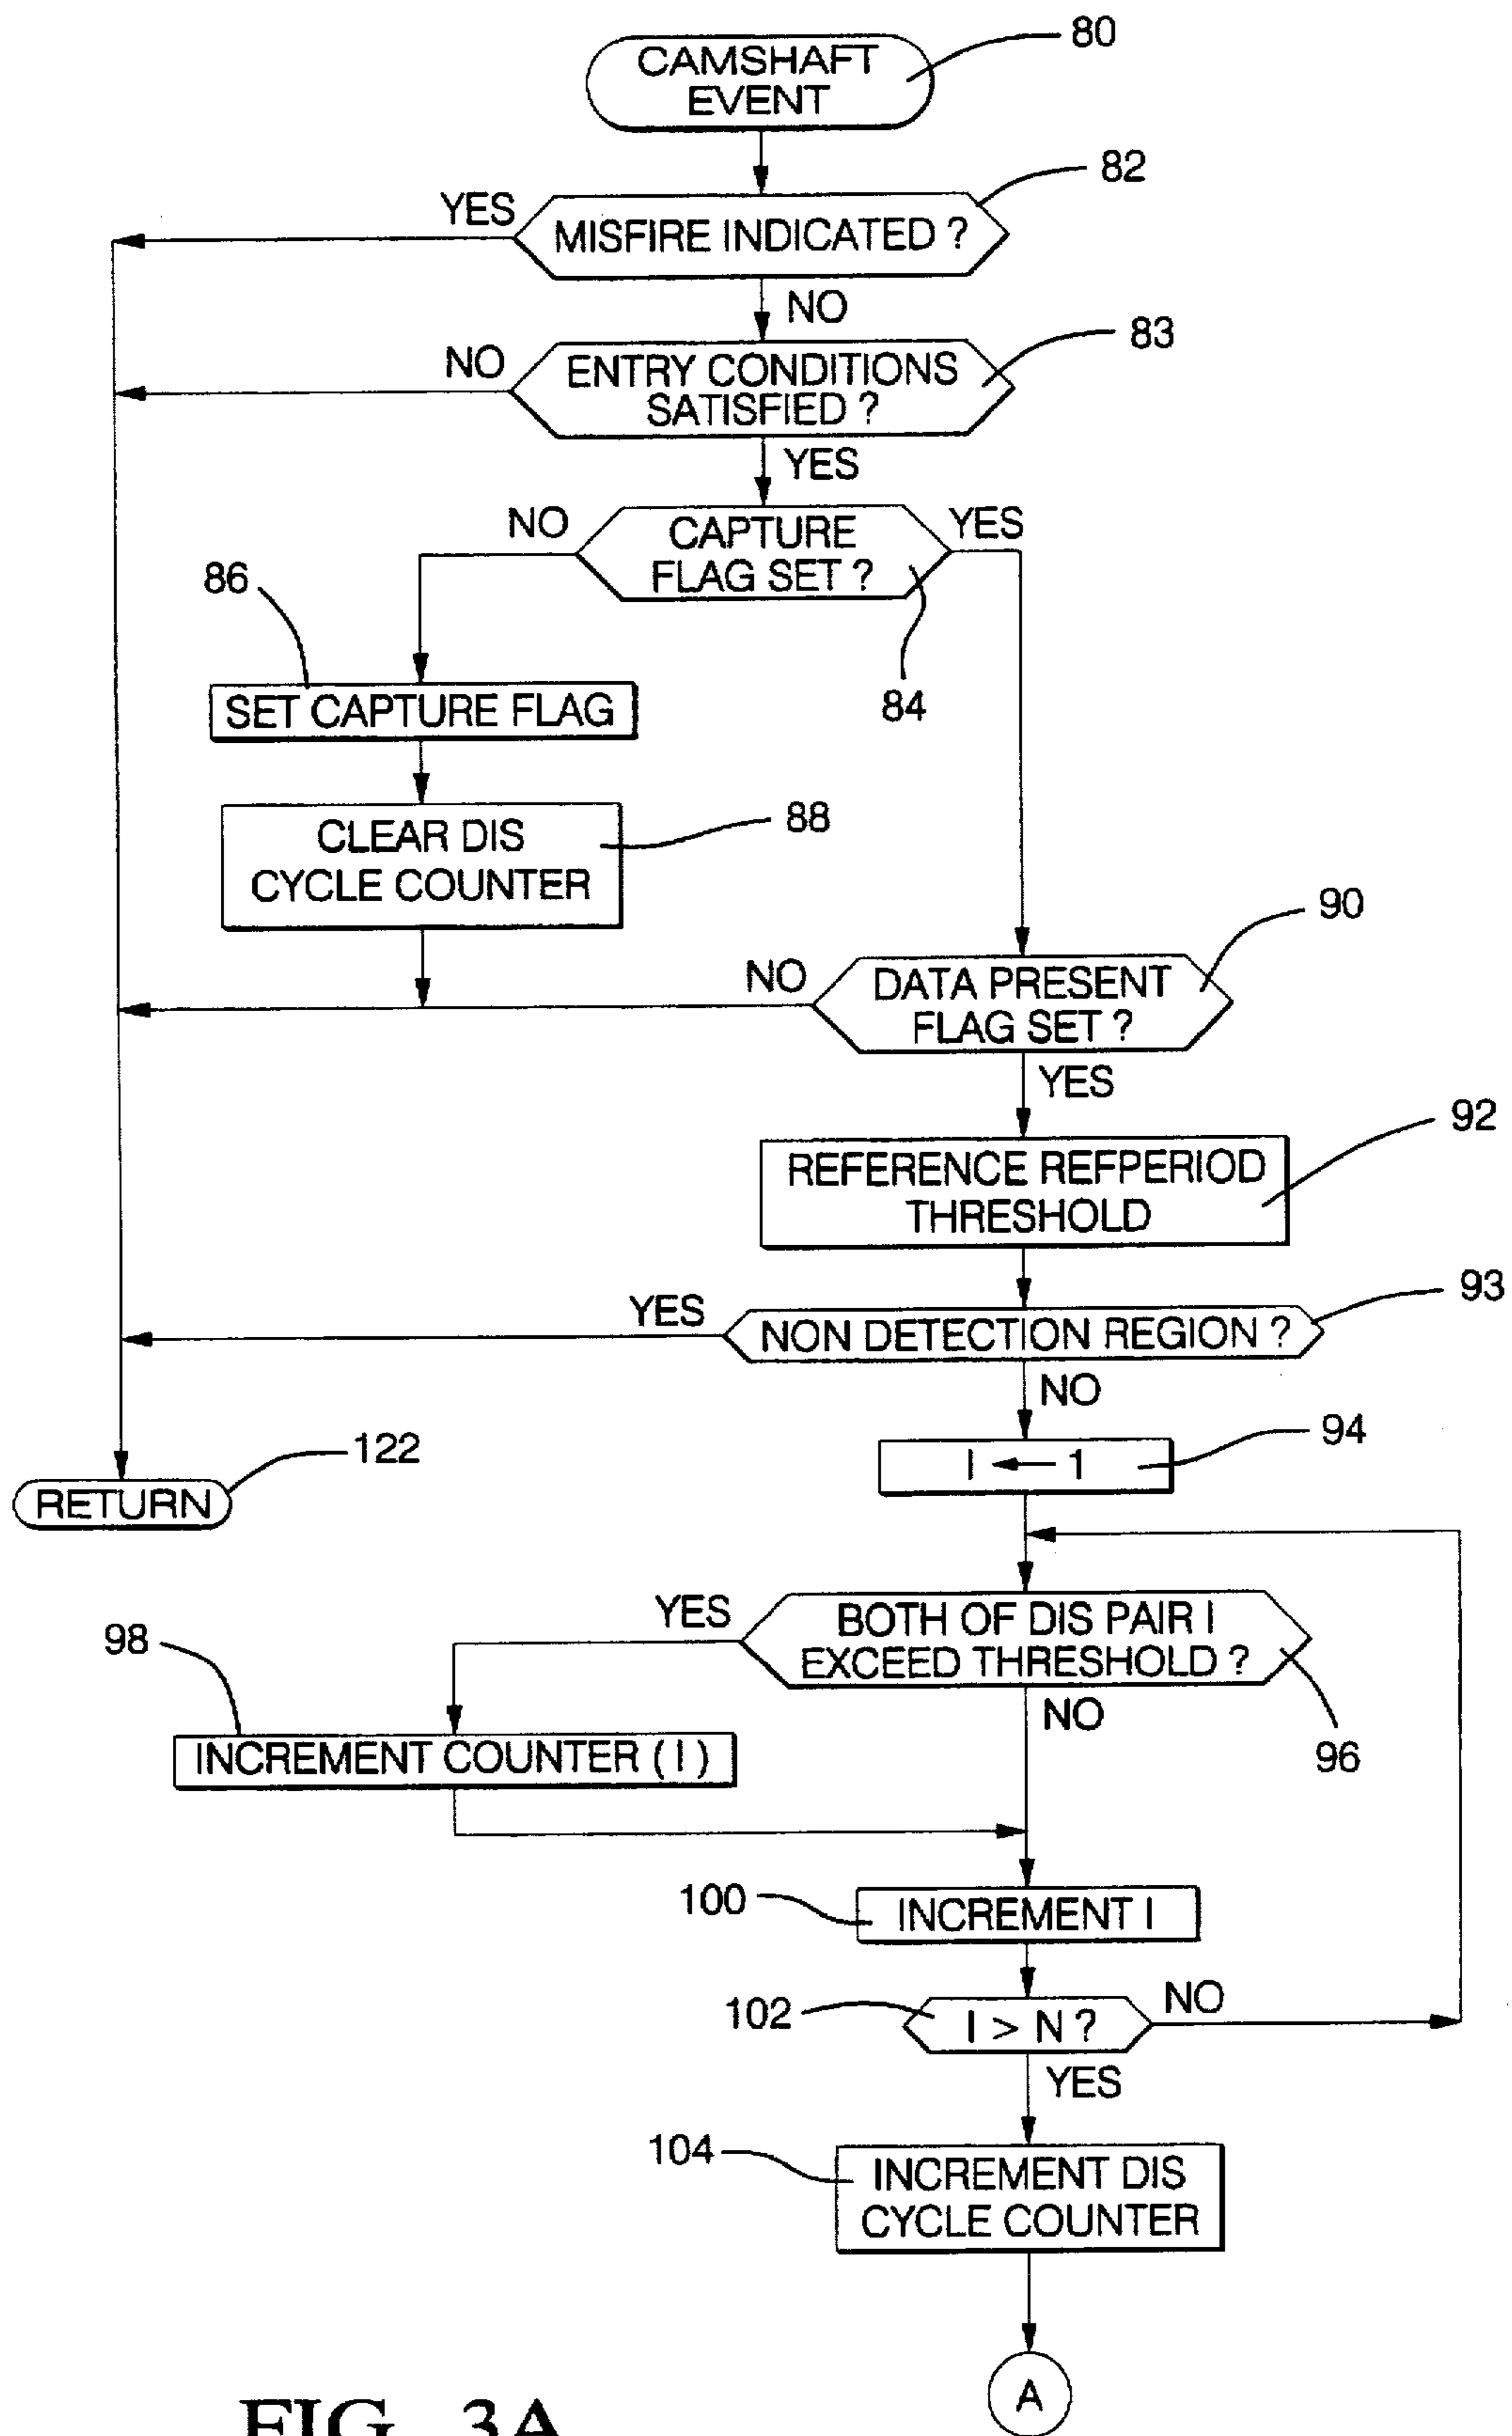 CAMSHAFT
EVENT
80
82
YES
MISFIRE INDICATED ?
NO
83
NO
ENTRY CONDITIONS
SATISFIED ?
YES
NO
CAPTURE
FLAG SET ?
YES
86
84
SET CAPTURE FLAG
CLEAR DIS
CYCLE COUNTER
88
90
NO
DATA PRESENT
FLAG SET ?
YES
92
REFERENCE REFPERIOD
THRESHOLD
93
YES
NON DETECTION REGION ?
NO
94
I ← 1
122
RETURN
YES
BOTH OF DIS PAIR I
EXCEED THRESHOLD ?
98
NO
96
INCREMENT COUNTER ( I )
100
INCREMENT I
102
I > N ?
NO
YES
104
INCREMENT DIS
CYCLE COUNTER
A
FIG. 3A